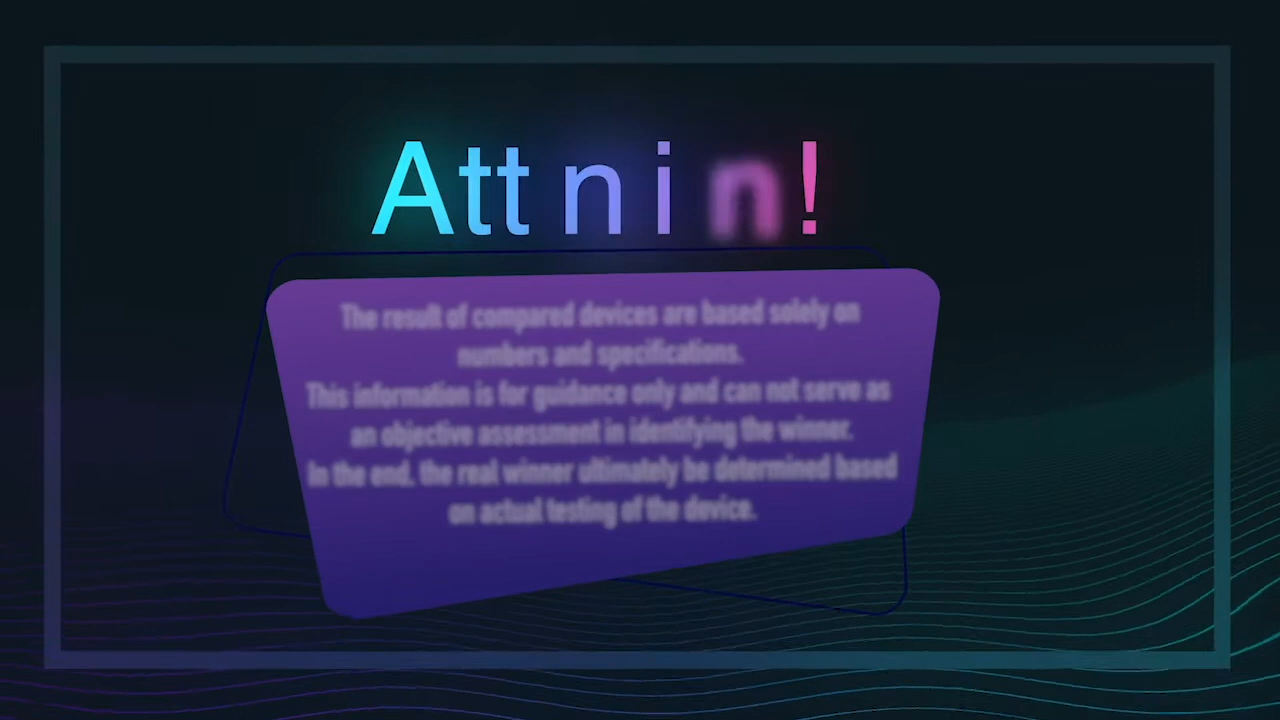 Att n i n!
The result of compared devices are based solely on
numbers and specifications.
This information is for guidance only and can not serve as
an objective assessment in identifying the winner.
In the end, the real winner ultimately be determined based
on actual testing of the device.